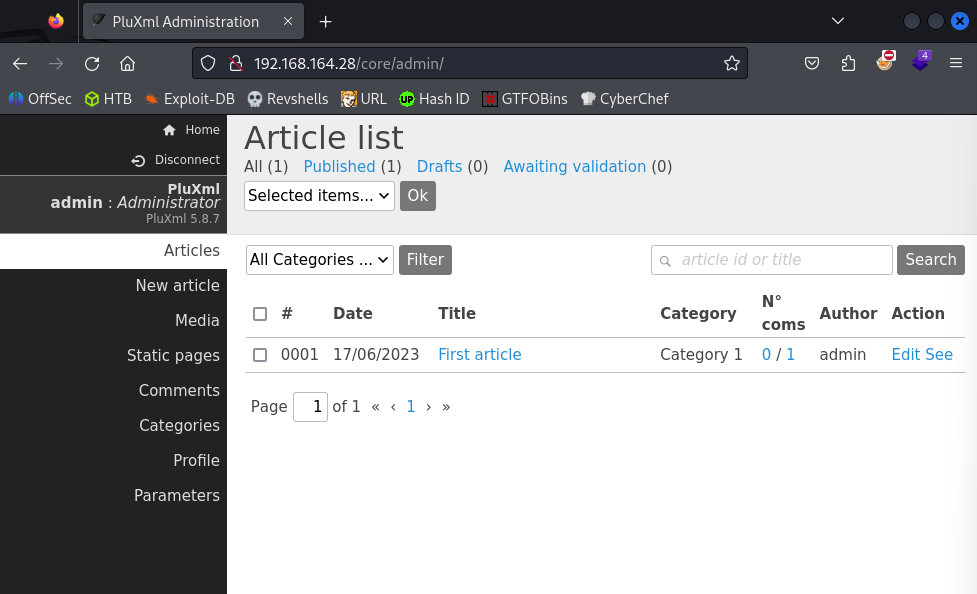 PluXml Administration
192.168.164.28/core/admin/
4
OffSec HTB Exploit-DB Revshells URL UP Hash ID GTFOBins CyberChef
Home
Disconnect
PluXml
admin : Administrator
PluXml 5.8.7
Articles
New article
Media
Static pages
Comments
Categories
Profile
Parameters
Article list
All (1) Published (1) Drafts (0) Awaiting validation (0)
Selected items... Ok
All Categories ... Filter article id or title Search
# Date Title Category N° coms Author Action
0001 17/06/2023 First article Category 1 0 / 1 admin Edit See
Page 1 of 1 « ‹ 1 › »